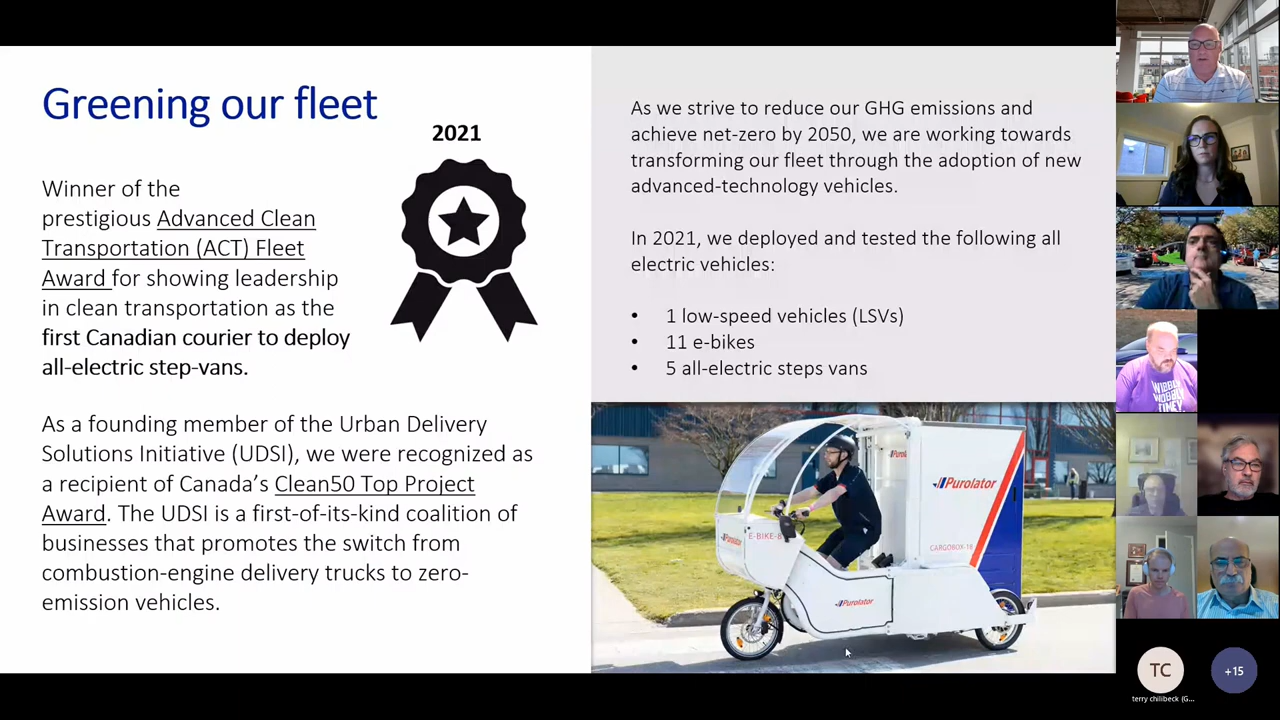 Greening our fleet
2021
Winner of the
prestigious Advanced Clean
Transportation (ACT) Fleet
Award for showing leadership
in clean transportation as the
first Canadian courier to deploy
all-electric step-vans.
As a founding member of the Urban Delivery
Solutions Initiative (UDSI), we were recognized as
a recipient of Canada’s Clean50 Top Project
Award. The UDSI is a first-of-its-kind coalition of
businesses that promotes the switch from
combustion-engine delivery trucks to zero-
emission vehicles.
As we strive to reduce our GHG emissions and
achieve net-zero by 2050, we are working towards
transforming our fleet through the adoption of new
advanced-technology vehicles.
In 2021, we deployed and tested the following all
electric vehicles:
• 1 low-speed vehicles (LSVs)
• 11 e-bikes
• 5 all-electric steps vans
Purolator
Purolator
E-BIKE-8
CARGOBOX-16
Purolator
WIBBLY
WOBBLY
TIMEY
TC
terry chilibeck (G...
+15